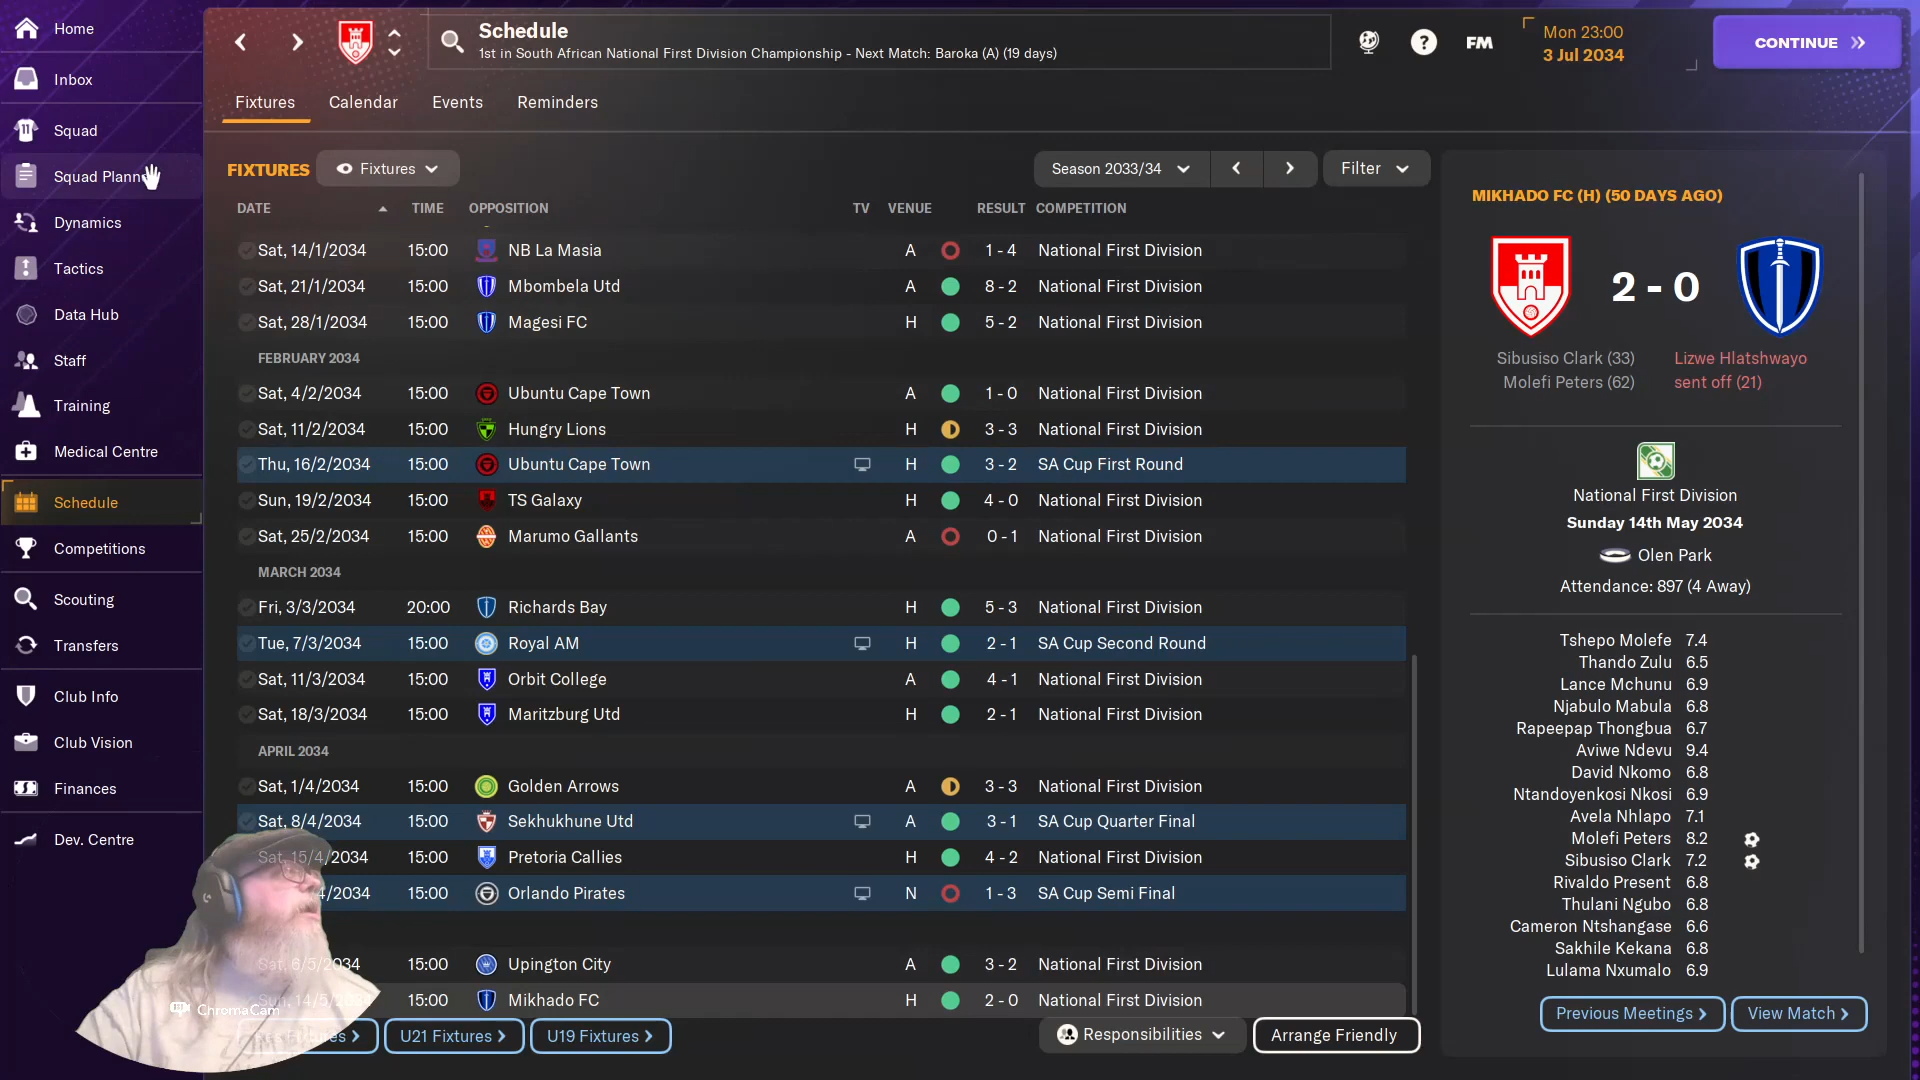 Home
Inbox
Squad
Squad Plann
Dynamics
Tactics
Data Hub
Staff
Training
Medical Centre
Schedule
Competitions
Scouting
Transfers
Club Info
Club Vision
Finances
Dev. Centre
Schedule
1st in South African National First Division Championship - Next Match: Baroka (A) (19 days)
?
FM
Mon 23:00
3 Jul 2034
CONTINUE
Fixtures Calendar Events Reminders
FIXTURES Fixtures Season 2033/34 Filter
DATE TIME OPPOSITION TV VENUE RESULT COMPETITION
Sat, 14/1/2034 15:00 NB La Masia A 1 - 4 National First Division
Sat, 21/1/2034 15:00 Mbombela Utd A 8 - 2 National First Division
Sat, 28/1/2034 15:00 Magesi FC H 5 - 2 National First Division
FEBRUARY 2034
Sat, 4/2/2034 15:00 Ubuntu Cape Town A 1 - 0 National First Division
Sat, 11/2/2034 15:00 Hungry Lions H 3 - 3 National First Division
Thu, 16/2/2034 15:00 Ubuntu Cape Town H 3 - 2 SA Cup First Round
Sun, 19/2/2034 15:00 TS Galaxy H 4 - 0 National First Division
Sat, 25/2/2034 15:00 Marumo Gallants A 0 - 1 National First Division
MARCH 2034
Fri, 3/3/2034 20:00 Richards Bay H 5 - 3 National First Division
Tue, 7/3/2034 15:00 Royal AM H 2 - 1 SA Cup Second Round
Sat, 11/3/2034 15:00 Orbit College A 4 - 1 National First Division
Sat, 18/3/2034 15:00 Maritzburg Utd H 2 - 1 National First Division
APRIL 2034
Sat, 1/4/2034 15:00 Golden Arrows A 3 - 3 National First Division
Sat, 8/4/2034 15:00 Sekhukhune Utd A 3 - 1 SA Cup Quarter Final
Sat, 15/4/2034 15:00 Pretoria Callies H 4 - 2 National First Division
4/2034 15:00 Orlando Pirates N 1 - 3 SA Cup Semi Final
Sat, 6/5/2034 15:00 Upington City A 3 - 2 National First Division
Sun, 14/5/2034 15:00 Mikhado FC H 2 - 0 National First Division
ChromaCam
U21 Fixtures U19 Fixtures Responsibilities Arrange Friendly
MIKHADO FC (H) (50 DAYS AGO)
2 - 0
Sibusiso Clark (33)
Molefi Peters (62)
Lizwe Hlatshwayo
sent off (21)
National First Division
Sunday 14th May 2034
Olen Park
Attendance: 897 (4 Away)
Tshepo Molefe 7.4
Thando Zulu 6.5
Lance Mchunu 6.9
Njabulo Mabula 6.8
Rapeepap Thongbua 6.7
Aviwe Ndevu 9.4
David Nkomo 6.8
Ntandoyenkosi Nkosi 6.9
Avela Nhlapo 7.1
Molefi Peters 8.2
Sibusiso Clark 7.2
Rivaldo Present 6.8
Thulani Ngubo 6.8
Cameron Ntshangase 6.6
Sakhile Kekana 6.8
Lulama Nxumalo 6.9
Previous Meetings View Match